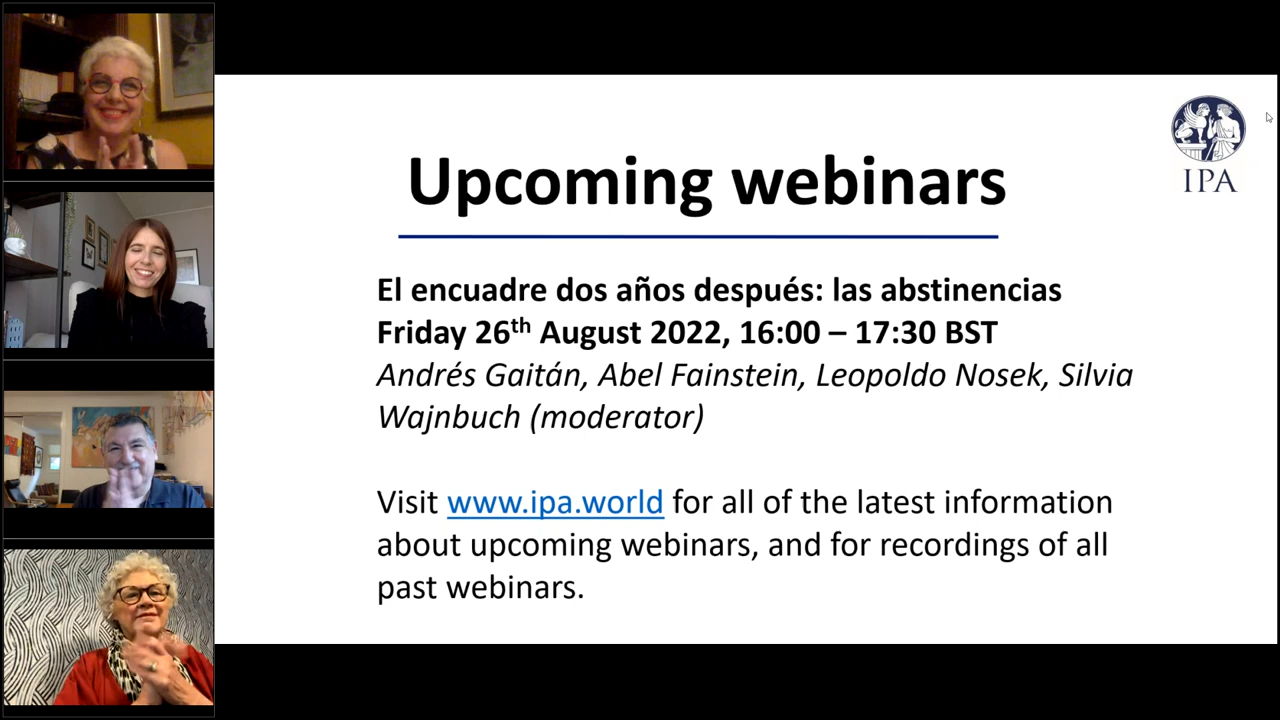 Upcoming webinars
IPA
El encuadre dos años después: las abstinencias
Friday 26th August 2022, 16:00 – 17:30 BST
Andrés Gaitán, Abel Fainstein, Leopoldo Nosek, Silvia
Wajnbuch (moderator)
Visit www.ipa.world for all of the latest information
about upcoming webinars, and for recordings of all
past webinars.